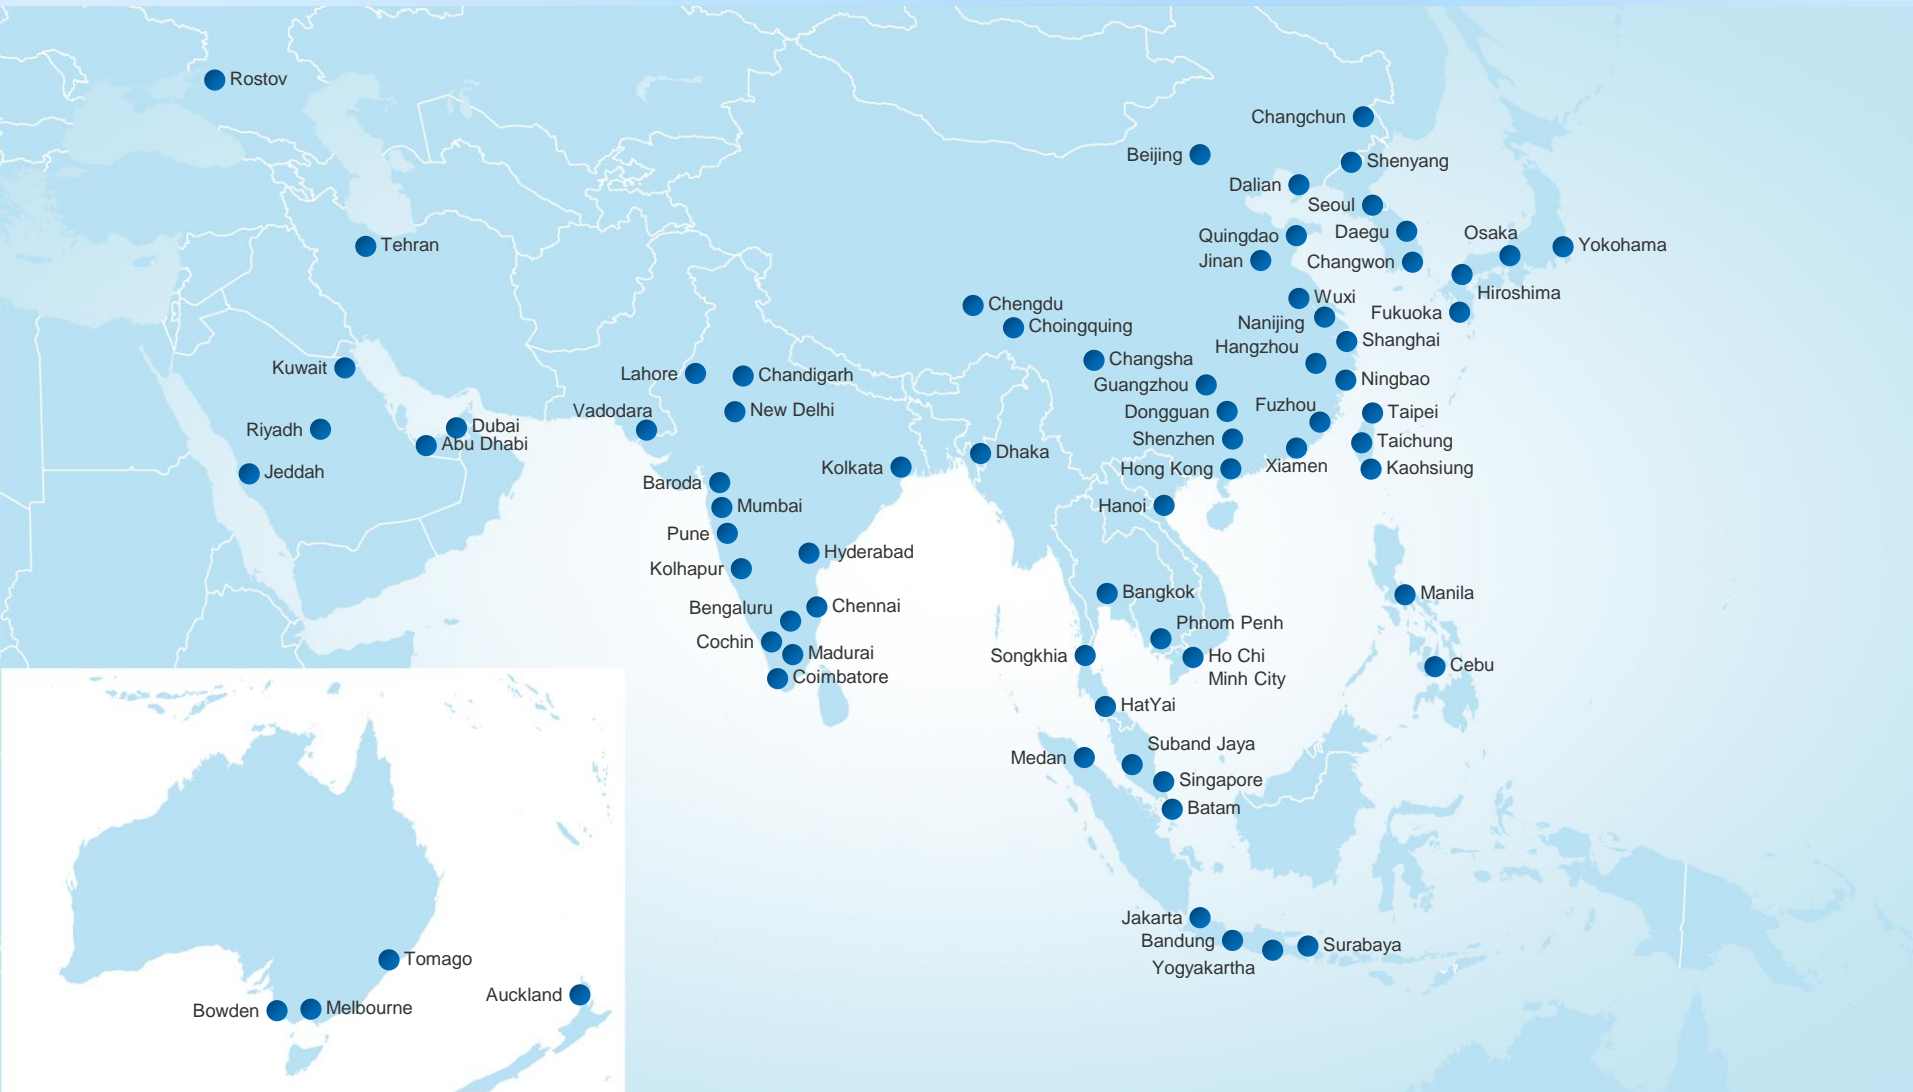 Rostov
Changchun
Beijing
Shenyang
Dalian
Seoul
Quingdao
Daegu
Osaka
Yokohama
Tehran
Jinan
Changwon
Hiroshima
Chengdu
Wuxi
Fukuoka
Choingquing
Nanijing
Shanghai
Hangzhou
Changsha
Kuwait
Lahore
Chandigarh
Guangzhou
Ningbao
Vadodara
New Delhi
Dongguan
Fuzhou
Taipei
Riyadh
Dubai
Abu Dhabi
Shenzhen
Taichung
Dhaka
Jeddah
Kolkata
Hong Kong
Xiamen
Kaohsiung
Baroda
Mumbai
Hanoi
Pune
Hyderabad
Kolhapur
Bangkok
Manila
Bengaluru
Chennai
Phnom Penh
Cochin
Madurai
Songkhia
Ho Chi
Minh City
Cebu
Coimbatore
HatYai
Suband Jaya
Medan
Singapore
Batam
Jakarta
Bandung
Surabaya
Yogyakartha
Tomago
Auckland
Bowden
Melbourne